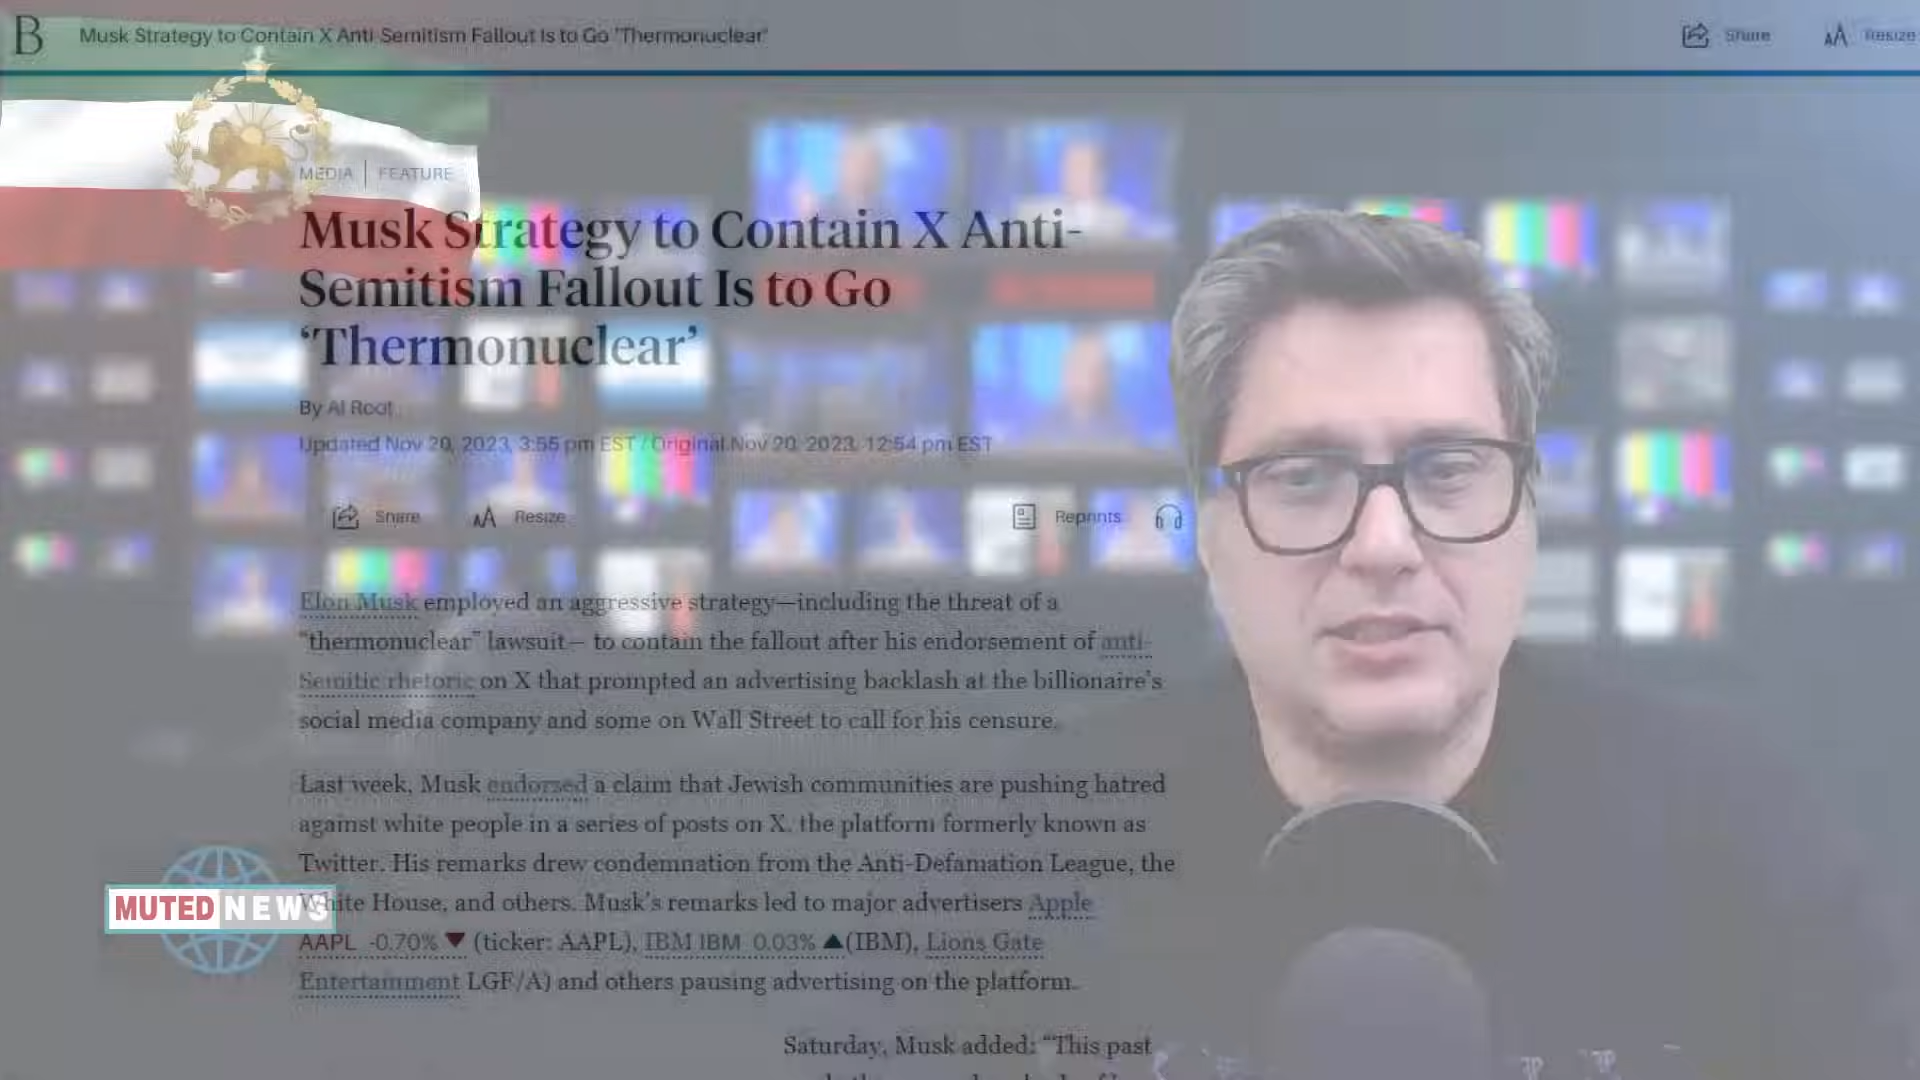 B
Musk Strategy to Contain X Anti-Semitism Fallout Is to Go 'Thermonuclear'
Share
Resize
MEDIA | FEATURE
Musk Strategy to Contain X Anti-
Semitism Fallout Is to Go
‘Thermonuclear’
By Al Root
Updated Nov 20, 2023, 3:55 pm EST / Original Nov 20, 2023, 12:54 pm EST
Share
Resize
Reprints
Elon Musk employed an aggressive strategy—including the threat of a
“thermonuclear” lawsuit— to contain the fallout after his endorsement of anti-
Semitic rhetoric on X that prompted an advertising backlash at the billionaire’s
social media company and some on Wall Street to call for his censure.
Last week, Musk endorsed a claim that Jewish communities are pushing hatred
against white people in a series of posts on X, the platform formerly known as
Twitter. His remarks drew condemnation from the Anti-Defamation League, the
White House, and others. Musk’s remarks led to major advertisers Apple
AAPL -0.70% ▼ (ticker: AAPL), IBM IBM 0.03% ▲(IBM), Lions Gate
Entertainment LGF/A) and others pausing advertising on the platform.
Saturday, Musk added: “This past
MUTED NEWS